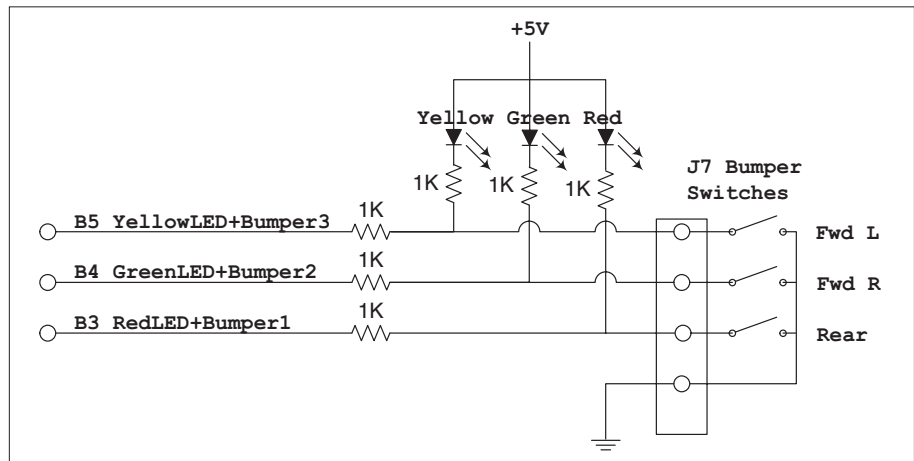 +5V
Yellow Green Red
1K 1K 1K
J7 Bumper
Switches
1K
B5 YellowLED+Bumper3
Fwd L
1K
B4 GreenLED+Bumper2
Fwd R
1K
B3 RedLED+Bumper1
Rear